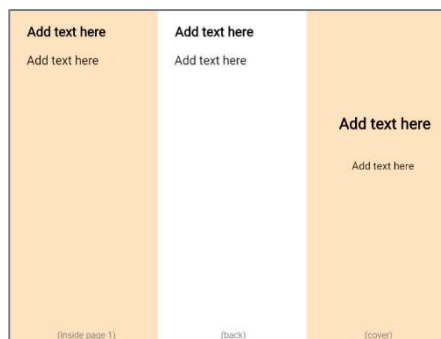 Add text here
Add text here
(inside page 1)
Add text here
Add text here
(back)
Add text here
Add text here
(cover)